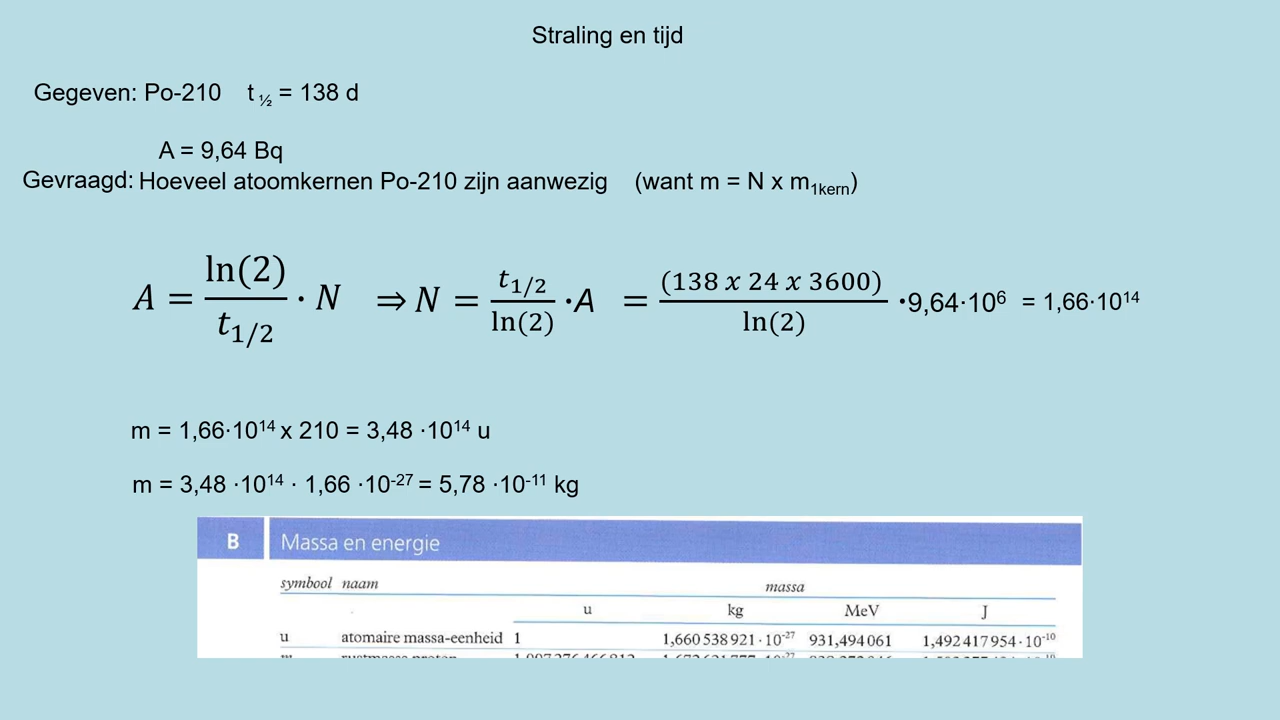 Straling en tijd
Gegeven: Po-210 t ½ = 138 d
A = 9,64 Bq
Gevraagd: Hoeveel atoomkernen Po-210 zijn aanwezig (want m = N x m₁ₖₑᵣₙ)
A = ln(2)/t₁/₂ · N ⇒ N = t₁/₂/ln(2) ·A = (138 x 24 x 3600)/ln(2) ·9,64·10⁶ = 1,66·10¹⁴
m = 1,66·10¹⁴ x 210 = 3,48 ·10¹⁴ u
m = 3,48 ·10¹⁴ · 1,66 ·10⁻²⁷ = 5,78 ·10⁻¹¹ kg
B Massa en energie
symbool naam massa
u kg MeV J
u atomaire massa-eenheid 1 1,660 538 921 · 10⁻²⁷ 931,494 061 1,492 417 954 · 10⁻¹⁰